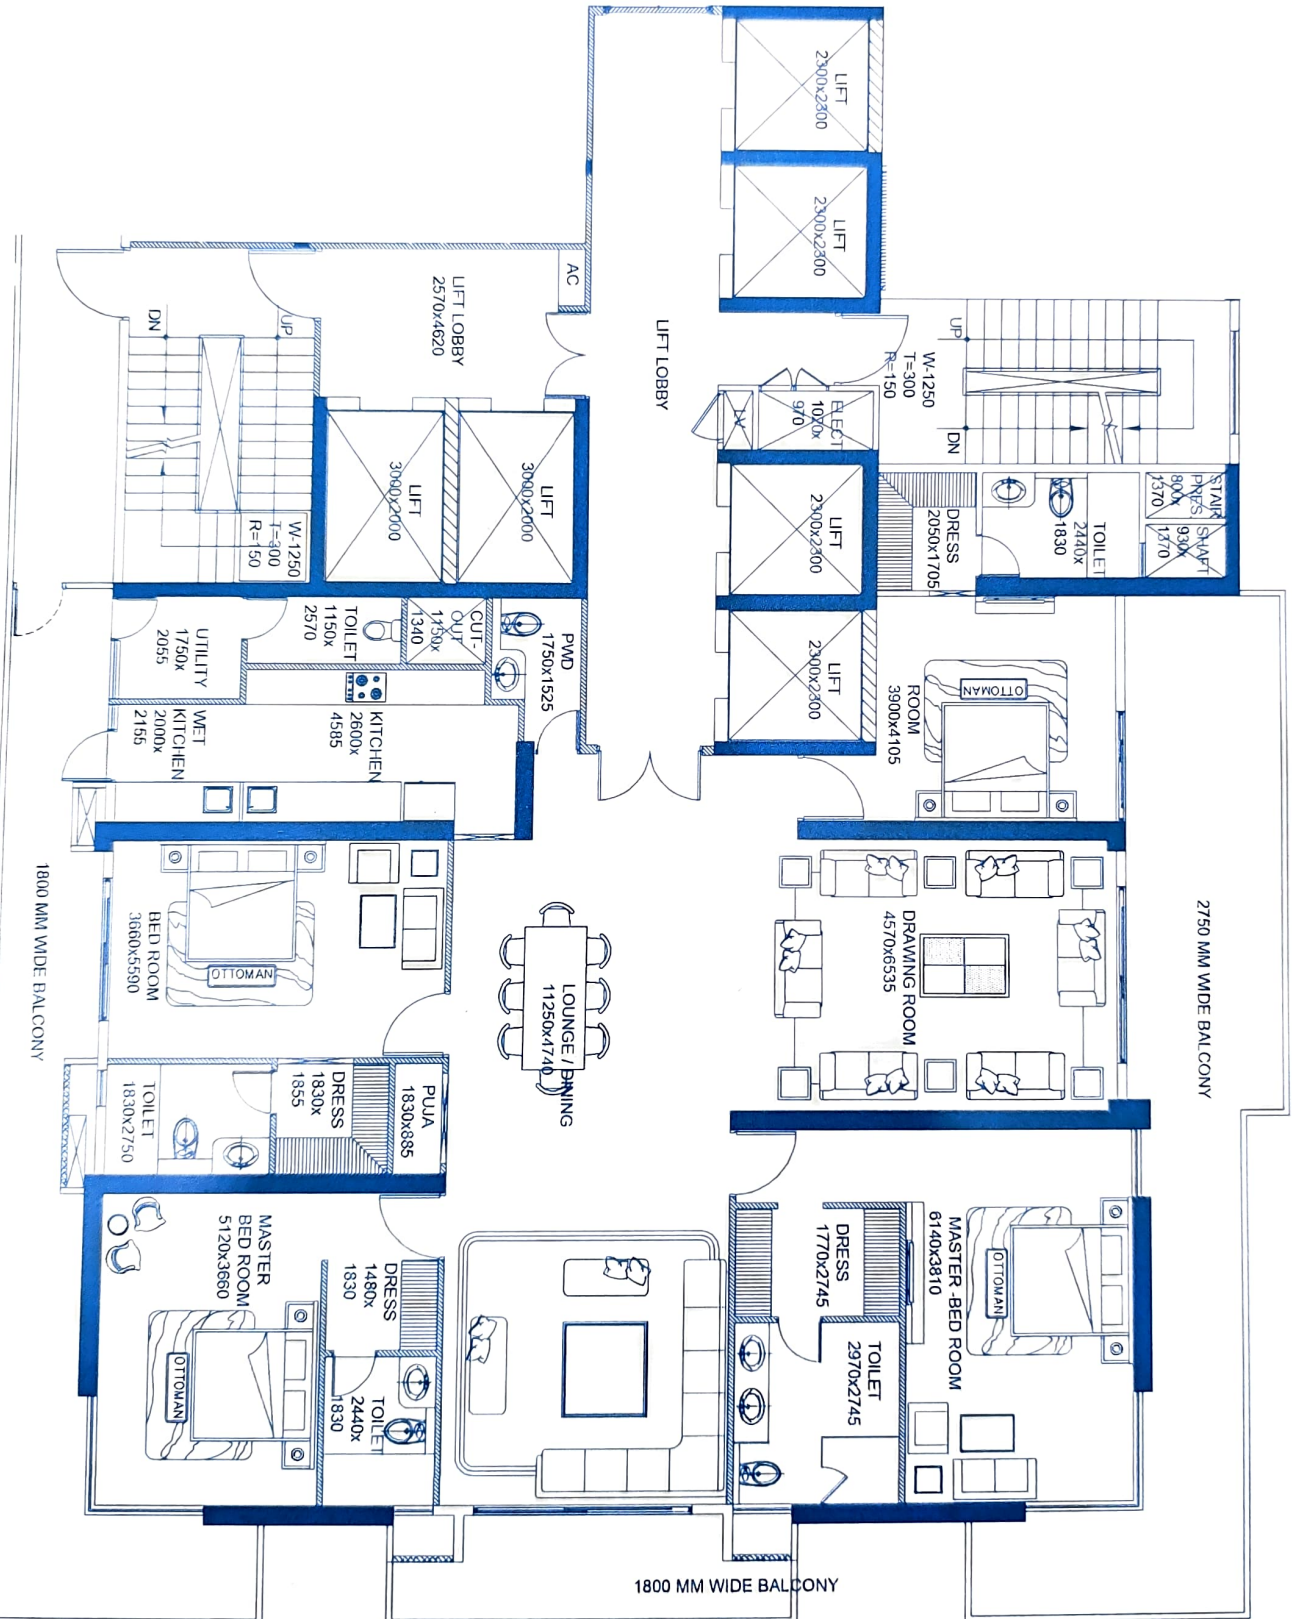 LIFT
2300x2300
LIFT
2300x2300
AC
LIFT LOBBY
2570x4620
LIFT LOBBY
UP
DN
DN
UP
W-1250
T=300
R=150
ELECT
1070x
970
LV
W-1250
T=300
R=150
LIFT
3000x2000
LIFT
3000x2000
LIFT
2300x2300
LIFT
2300x2300
DRESS
2050x1705
TOILET
2440x
1830
STAIR
PRES.
800x
1370
SHAFT
930x
1370
UTILITY
1750x
2055
TOILET
1150x
2570
CUT-
OUT
1150x
1340
PWD
1750x1525
WET
KITCHEN
2000x
2155
KITCHEN
2600x
4585
ROOM
3900x4105
OTTOMAN
1800 MM WIDE BALCONY
BED ROOM
3660x5590
OTTOMAN
LOUNGE / DINING
11250x4740
DRAWING ROOM
4570x6535
2750 MM WIDE BALCONY
TOILET
1830x2750
DRESS
1830x
1855
PUJA
1830x885
MASTER
BED ROOM
5120x3660
OTTOMAN
DRESS
1480x
1830
TOILET
2440x
1830
DRESS
1770x2745
TOILET
2970x2745
MASTER -BED ROOM
6140x3810
OTTOMAN
1800 MM WIDE BALCONY